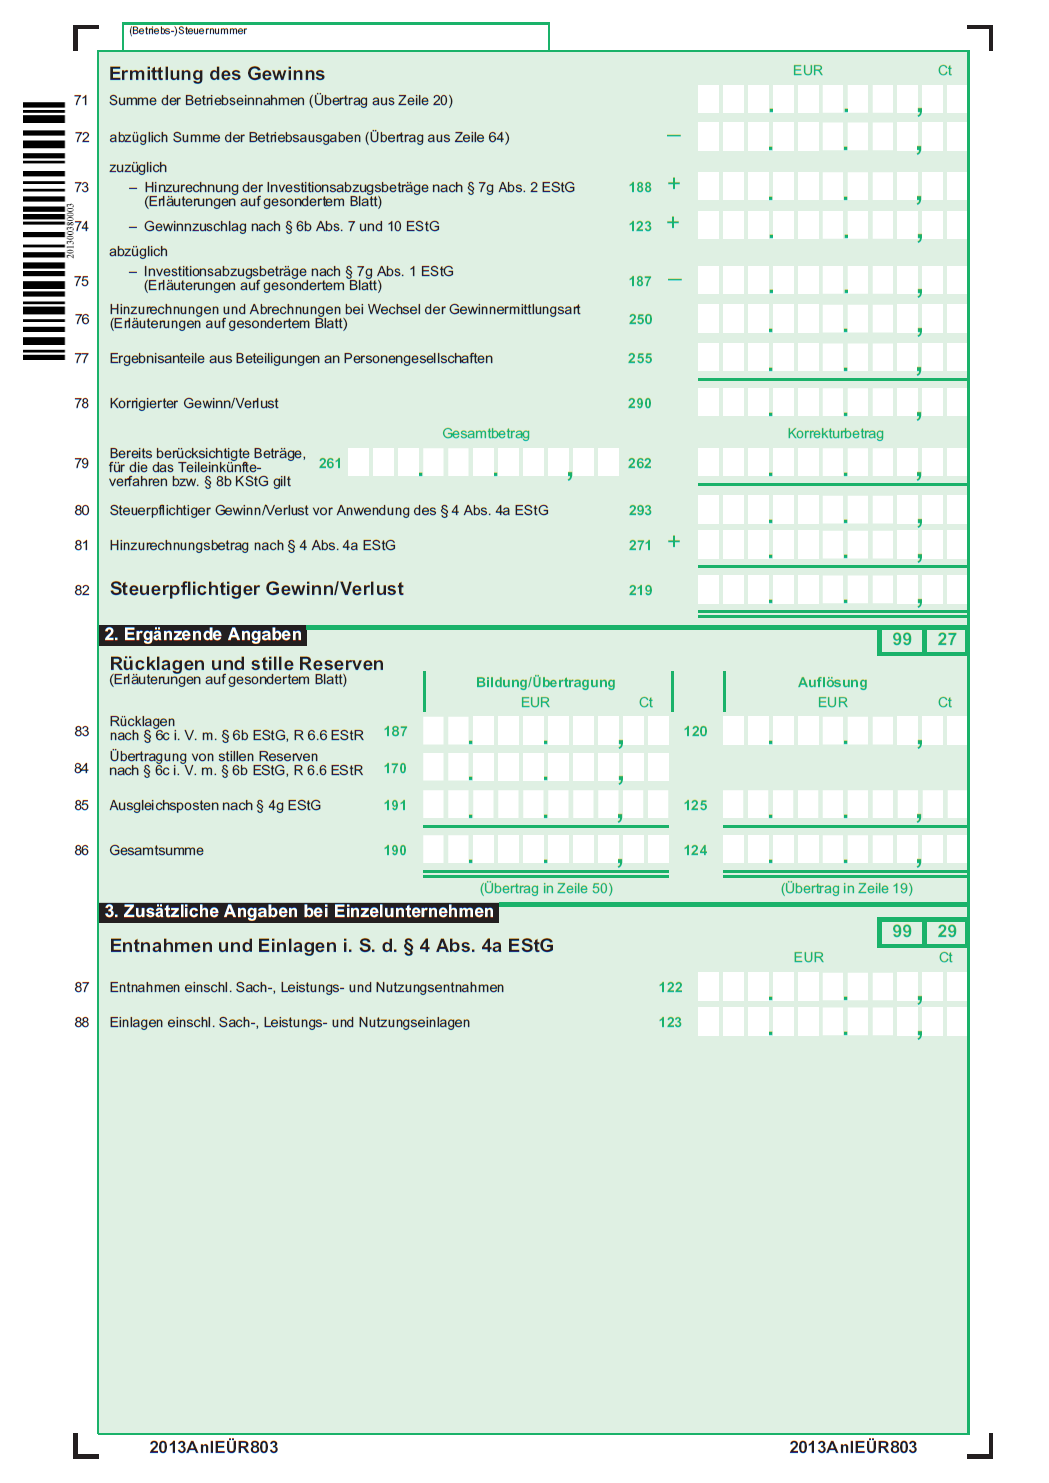 (Betriebs-)Steuernummer
Ermittlung des Gewinns EUR Ct
71 Summe der Betriebseinnahmen (Übertrag aus Zeile 20) . . ,
72 abzüglich Summe der Betriebsausgaben (Übertrag aus Zeile 64) – . . ,
zuzüglich
73 – Hinzurechnung der Investitionsabzugsbeträge nach § 7g Abs. 2 EStG 188 + . . ,
(Erläuterungen auf gesondertem Blatt)
201300380003
74 – Gewinnzuschlag nach § 6b Abs. 7 und 10 EStG 123 + . . ,
abzüglich
– Investitionsabzugsbeträge nach § 7g Abs. 1 EStG
75 (Erläuterungen auf gesondertem Blatt) 187 – . . ,
Hinzurechnungen und Abrechnungen bei Wechsel der Gewinnermittlungsart
76 (Erläuterungen auf gesondertem Blatt) 250 . . ,
77 Ergebnisanteile aus Beteiligungen an Personengesellschaften 255 . . ,
78 Korrigierter Gewinn/Verlust 290 . . ,
Gesamtbetrag Korrekturbetrag
Bereits berücksichtigte Beträge,
79 für die das Teileinkünfte- 261 . . , 262 . . ,
verfahren bzw. § 8b KStG gilt
80 Steuerpflichtiger Gewinn/Verlust vor Anwendung des § 4 Abs. 4a EStG 293 . . ,
81 Hinzurechnungsbetrag nach § 4 Abs. 4a EStG 271 + . . ,
82 Steuerpflichtiger Gewinn/Verlust 219 . . ,
2. Ergänzende Angaben 99 27
Rücklagen und stille Reserven
(Erläuterungen auf gesondertem Blatt) Bildung/Übertragung Auflösung
EUR Ct EUR Ct
Rücklagen
83 nach § 6c i. V. m. § 6b EStG, R 6.6 EStR 187 . . , 120 . . ,
Übertragung von stillen Reserven
84 nach § 6c i. V. m. § 6b EStG, R 6.6 EStR 170 . . ,
85 Ausgleichsposten nach § 4g EStG 191 . . , 125 . . ,
86 Gesamtsumme 190 . . , 124 . . ,
(Übertrag in Zeile 50) (Übertrag in Zeile 19)
3. Zusätzliche Angaben bei Einzelunternehmen
99 29
Entnahmen und Einlagen i. S. d. § 4 Abs. 4a EStG
EUR Ct
87 Entnahmen einschl. Sach-, Leistungs- und Nutzungsentnahmen 122 . . ,
88 Einlagen einschl. Sach-, Leistungs- und Nutzungseinlagen 123 . . ,
2013AnlEÜR803 2013AnlEÜR803